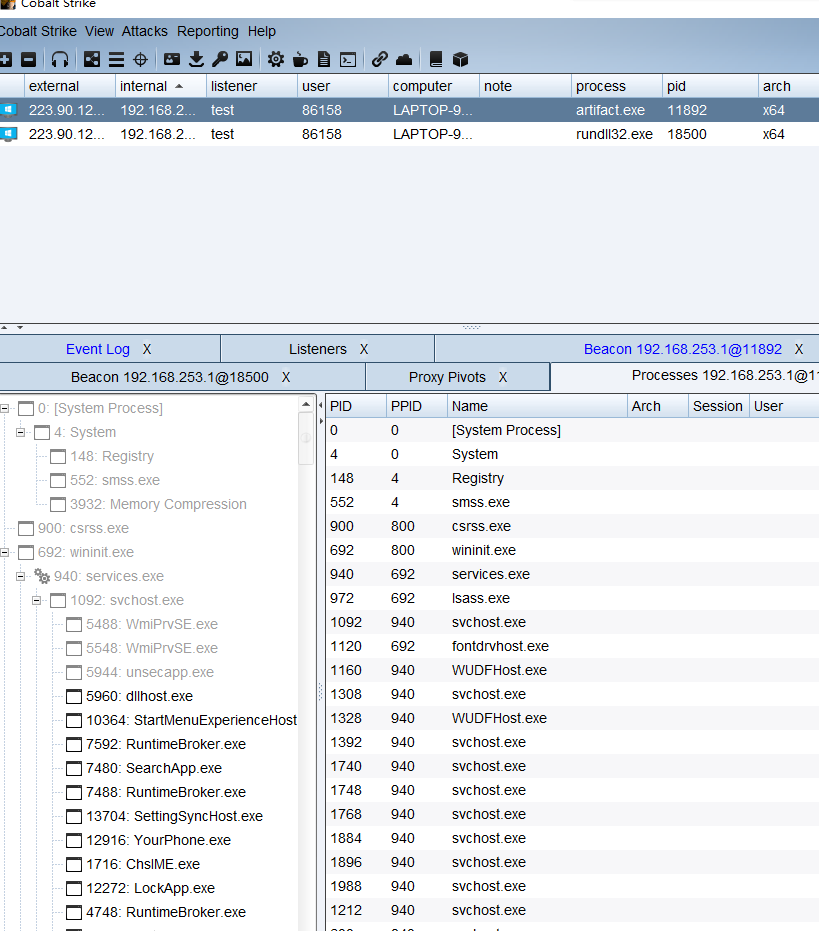 Cobalt Strike
Cobalt Strike View Attacks Reporting Help
external internal listener user computer note process pid arch
223.90.12... 192.168.2... test 86158 LAPTOP-9... artifact.exe 11892 x64
223.90.12... 192.168.2... test 86158 LAPTOP-9... rundll32.exe 18500 x64
Event Log X Listeners X Beacon 192.168.253.1@11892 X
Beacon 192.168.253.1@18500 X Proxy Pivots X Processes 192.168.253.1@11
0: [System Process]
4: System
148: Registry
552: smss.exe
3932: Memory Compression
900: csrss.exe
692: wininit.exe
940: services.exe
1092: svchost.exe
5488: WmiPrvSE.exe
5548: WmiPrvSE.exe
5944: unsecapp.exe
5960: dllhost.exe
10364: StartMenuExperienceHost
7592: RuntimeBroker.exe
7480: SearchApp.exe
7488: RuntimeBroker.exe
13704: SettingSyncHost.exe
12916: YourPhone.exe
1716: ChsIME.exe
12272: LockApp.exe
4748: RuntimeBroker.exe
PID PPID Name Arch Session User
0 0 [System Process]
4 0 System
148 4 Registry
552 4 smss.exe
900 800 csrss.exe
692 800 wininit.exe
940 692 services.exe
972 692 lsass.exe
1092 940 svchost.exe
1120 692 fontdrvhost.exe
1160 940 WUDFHost.exe
1308 940 svchost.exe
1328 940 WUDFHost.exe
1392 940 svchost.exe
1740 940 svchost.exe
1748 940 svchost.exe
1768 940 svchost.exe
1884 940 svchost.exe
1896 940 svchost.exe
1988 940 svchost.exe
1212 940 svchost.exe